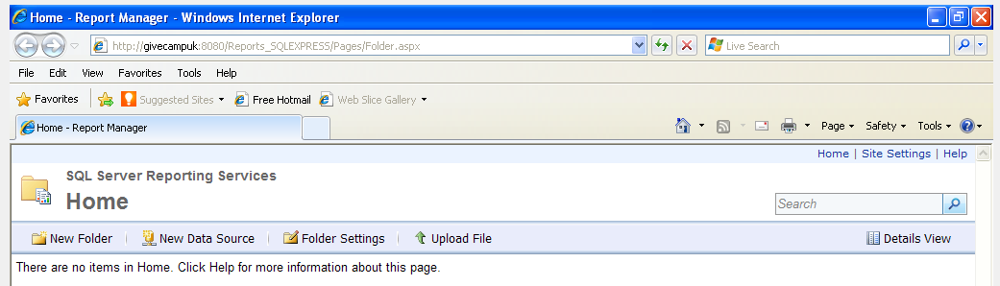 Home - Report Manager - Windows Internet Explorer
http://givecampuk:8080/Reports_SQLEXPRESS/Pages/Folder.aspx Live Search
File Edit View Favorites Tools Help
Favorites Suggested Sites Free Hotmail Web Slice Gallery
Home - Report Manager Page Safety Tools
Home | Site Settings | Help
SQL Server Reporting Services
Home Search
New Folder New Data Source Folder Settings Upload File Details View
There are no items in Home. Click Help for more information about this page.